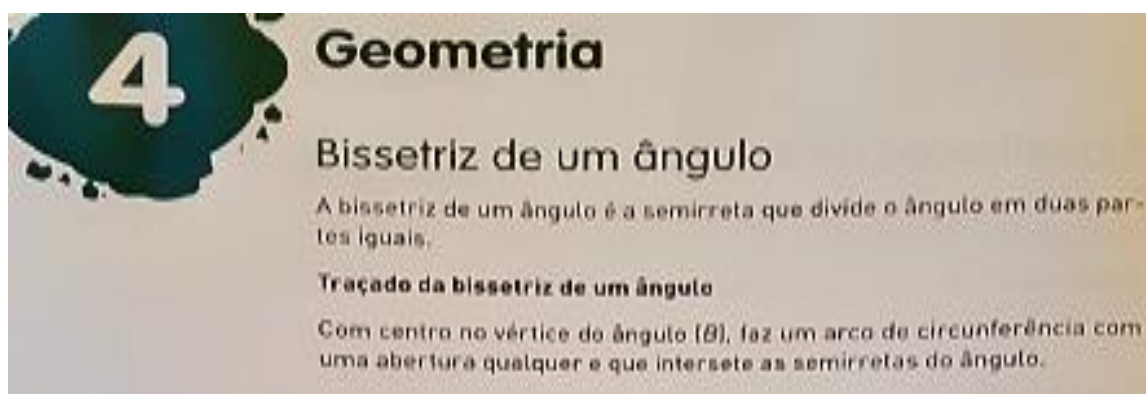 4
Geometria
Bissetriz de um ângulo
A bissetriz de um ângulo é a semirreta que divide o ângulo em duas par-
tes iguais.
Traçado da bissetriz de um ângulo
Com centro no vértice do ângulo (B), faz um arco de circunferência com
uma abertura qualquer e que intersete as semirretas do ângulo.